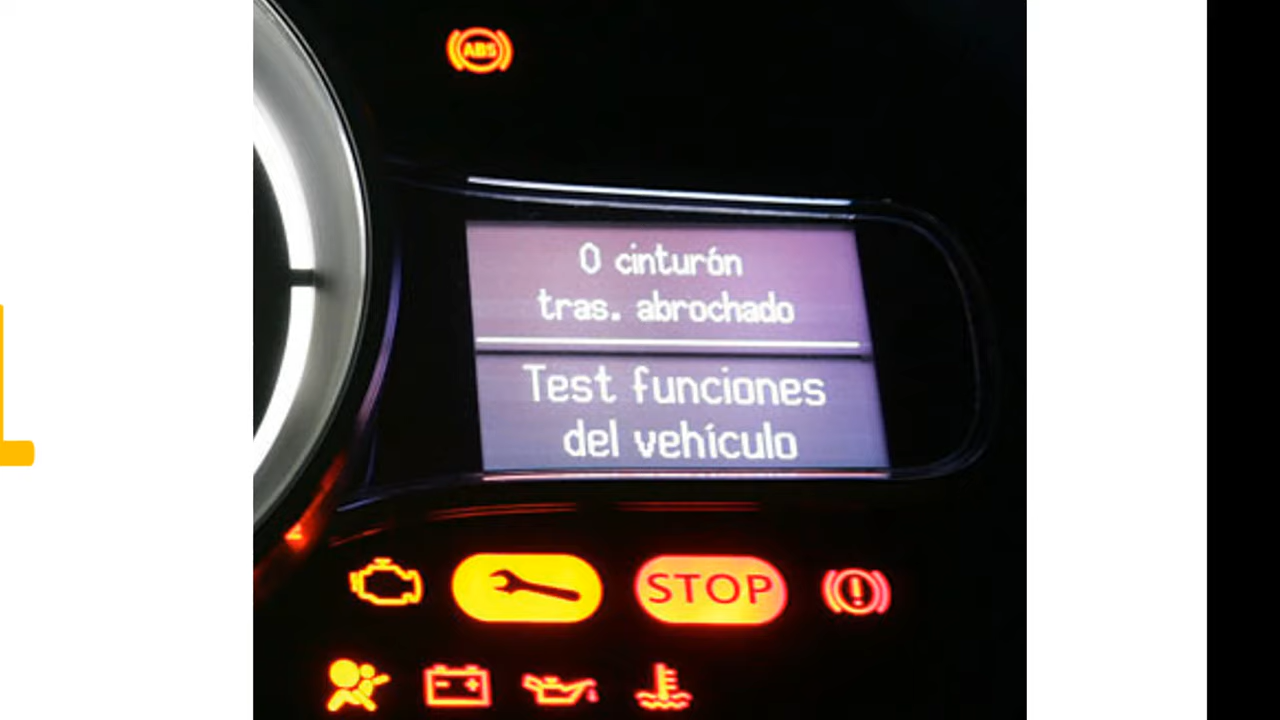 ABS
0 cinturón
tras. abrochado
Test funciones
del vehículo
STOP